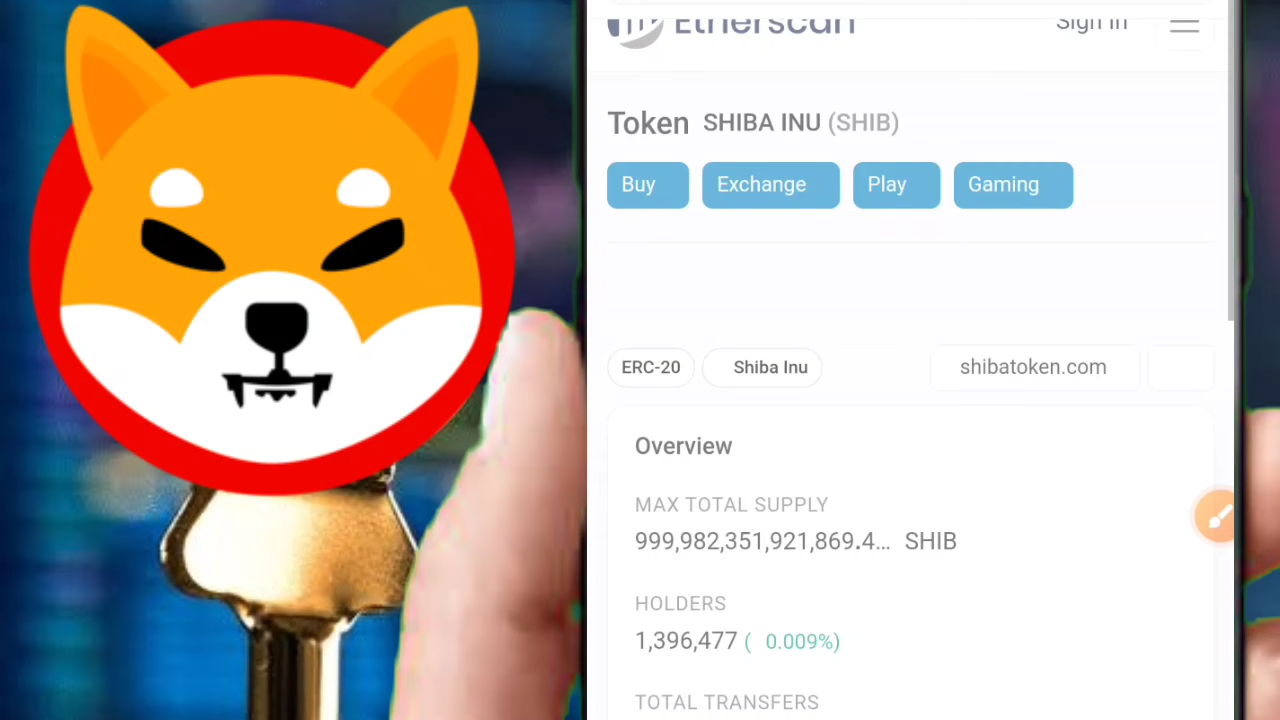 Etherscan
Sign In
Token SHIBA INU (SHIB)
Buy Exchange Play Gaming
ERC-20 Shiba Inu shibatoken.com
Overview
MAX TOTAL SUPPLY
999,982,351,921,869.4... SHIB
HOLDERS
1,396,477 ( 0.009%)
TOTAL TRANSFERS